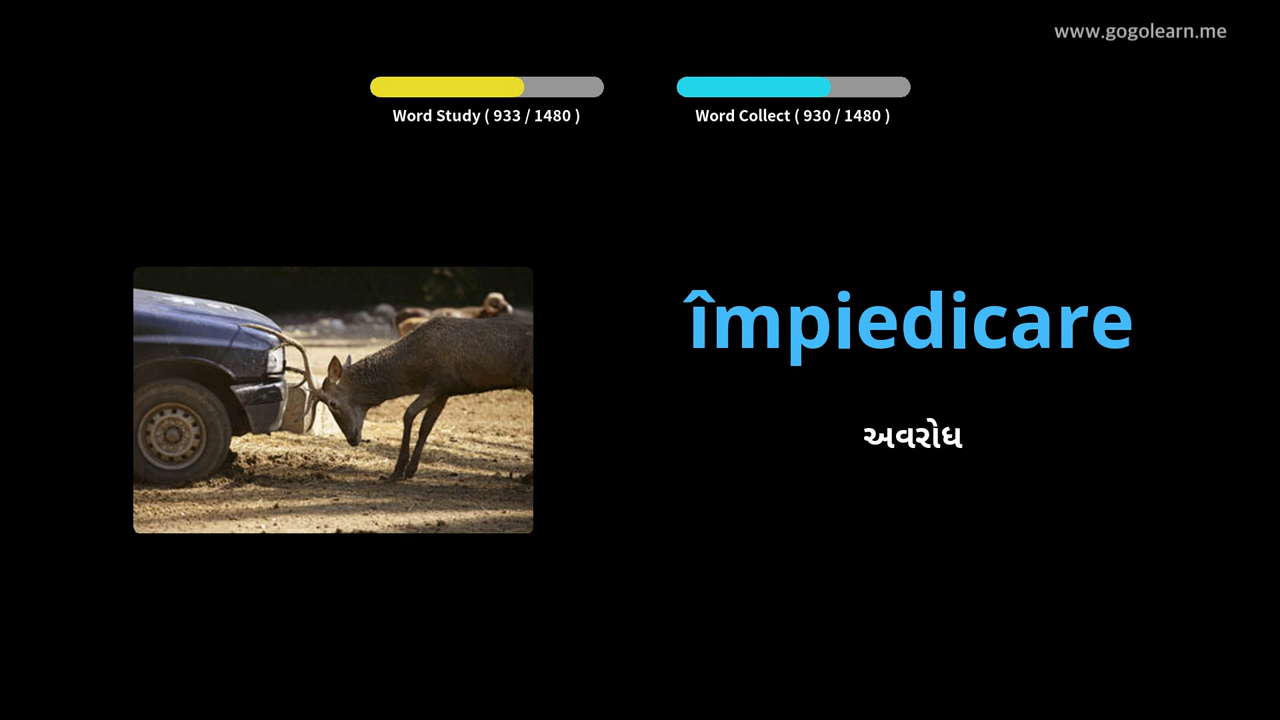 www.gogolearn.me
Word Study ( 933 / 1480 )
Word Collect ( 930 / 1480 )
împiedicare
અવરોધ